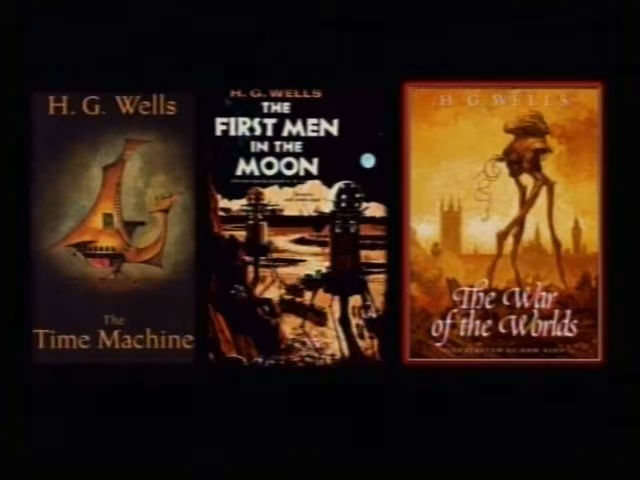 H. G. Wells
The
Time Machine
H. G. WELLS
THE
FIRST MEN
IN THE
MOON
H G WELLS
The War
of the Worlds